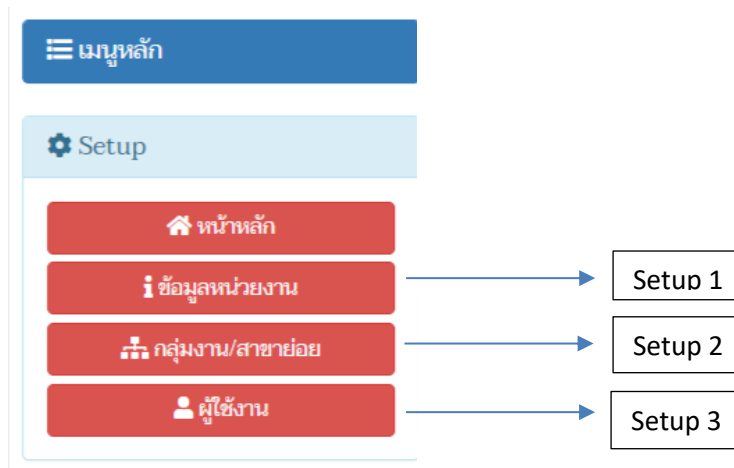 เมนูหลัก
Setup
หน้าหลัก
ข้อมูลหน่วยงาน
Setup 1
กลุ่มงาน/สาขาย่อย
Setup 2
ผู้ใช้งาน
Setup 3